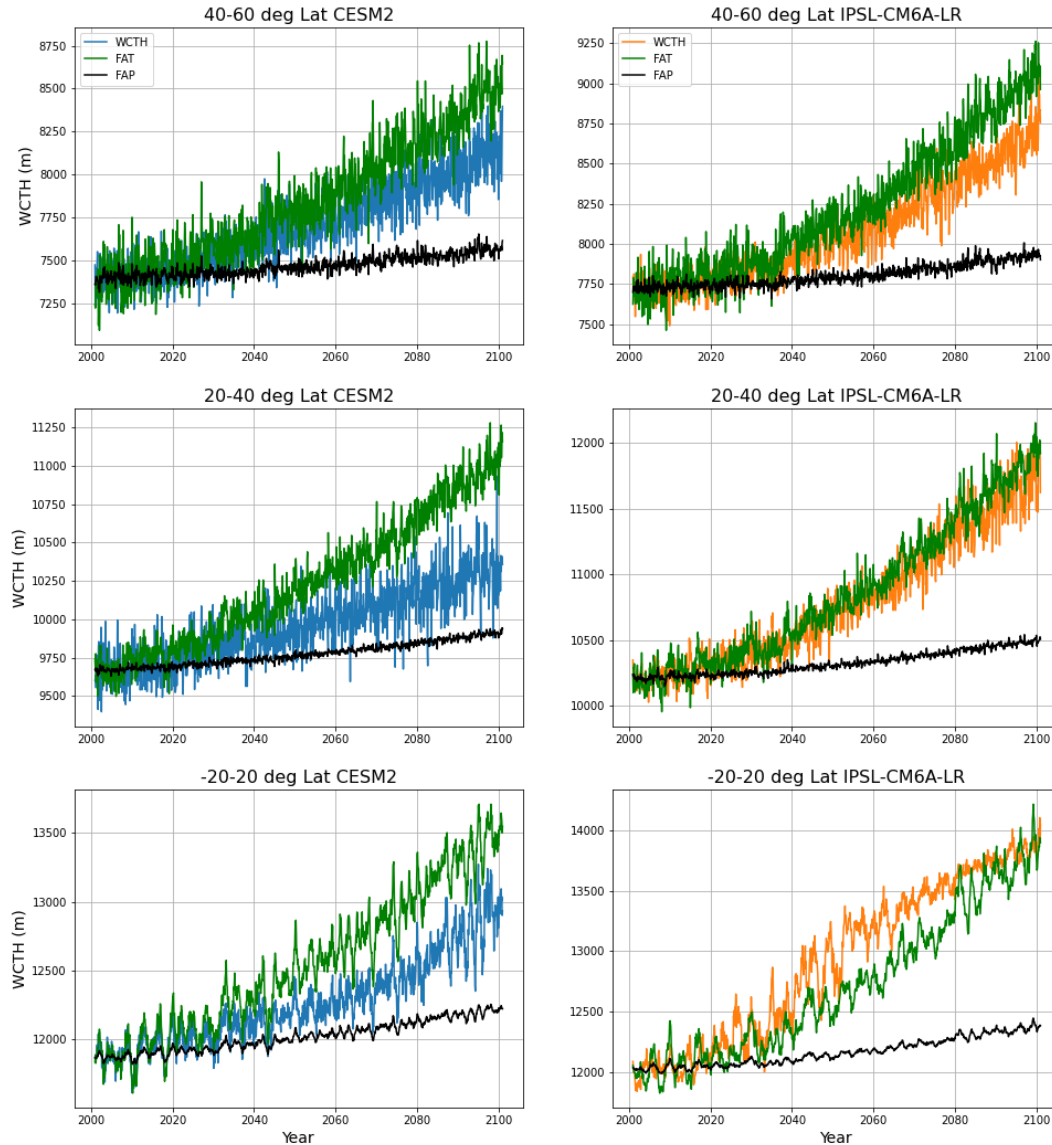 40-60 deg Lat CESM2
WCTH (m)
8750
8500
8250
8000
7750
7500
7250
WCTH
FAT
FAP
2000 2020 2040 2060 2080 2100
40-60 deg Lat IPSL-CM6A-LR
9250
9000
8750
8500
8250
8000
7750
7500
WCTH
FAT
FAP
2000 2020 2040 2060 2080 2100
20-40 deg Lat CESM2
WCTH (m)
11250
11000
10750
10500
10250
10000
9750
9500
2000 2020 2040 2060 2080 2100
20-40 deg Lat IPSL-CM6A-LR
12000
11500
11000
10500
10000
2000 2020 2040 2060 2080 2100
-20-20 deg Lat CESM2
WCTH (m)
13500
13000
12500
12000
2000 2020 2040 2060 2080 2100
Year
-20-20 deg Lat IPSL-CM6A-LR
14000
13500
13000
12500
12000
2000 2020 2040 2060 2080 2100
Year